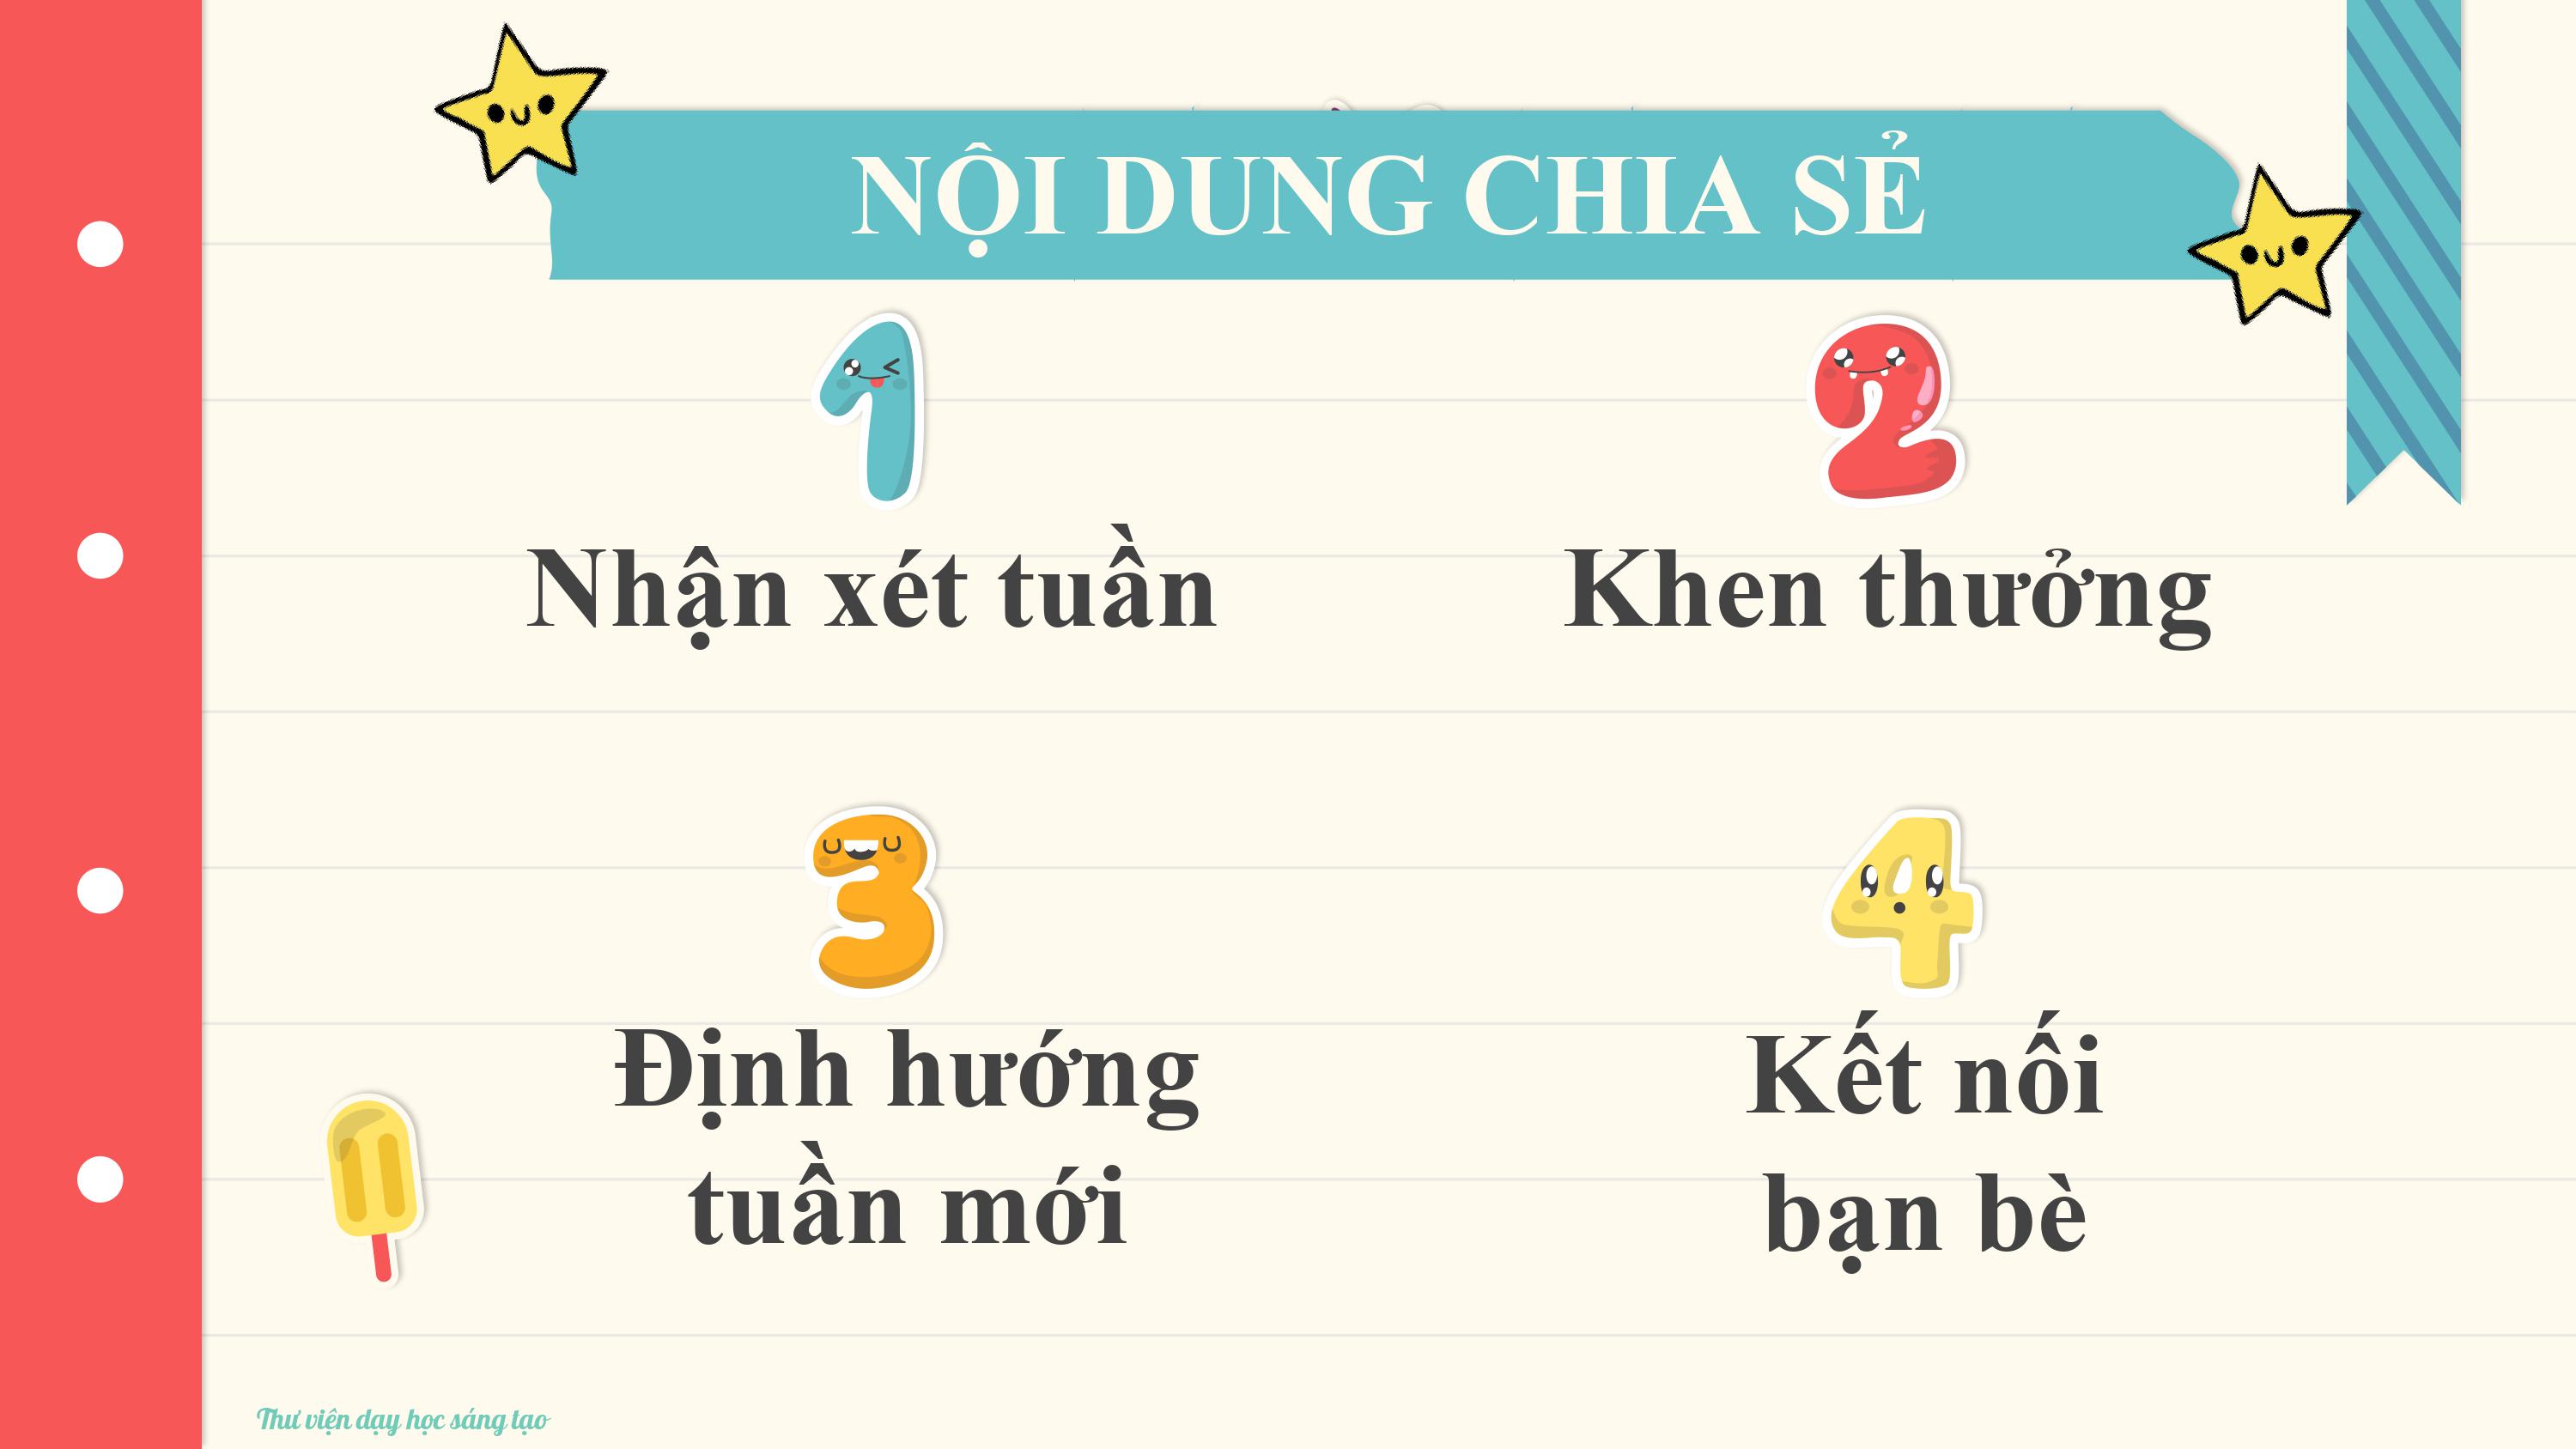 NỘI DUNG CHIA SẺ
1
Nhận xét tuần
2
Khen thưởng
3
Định hướng
tuần mới
4
Kết nối
bạn bè
Thư viện dạy học sáng tạo